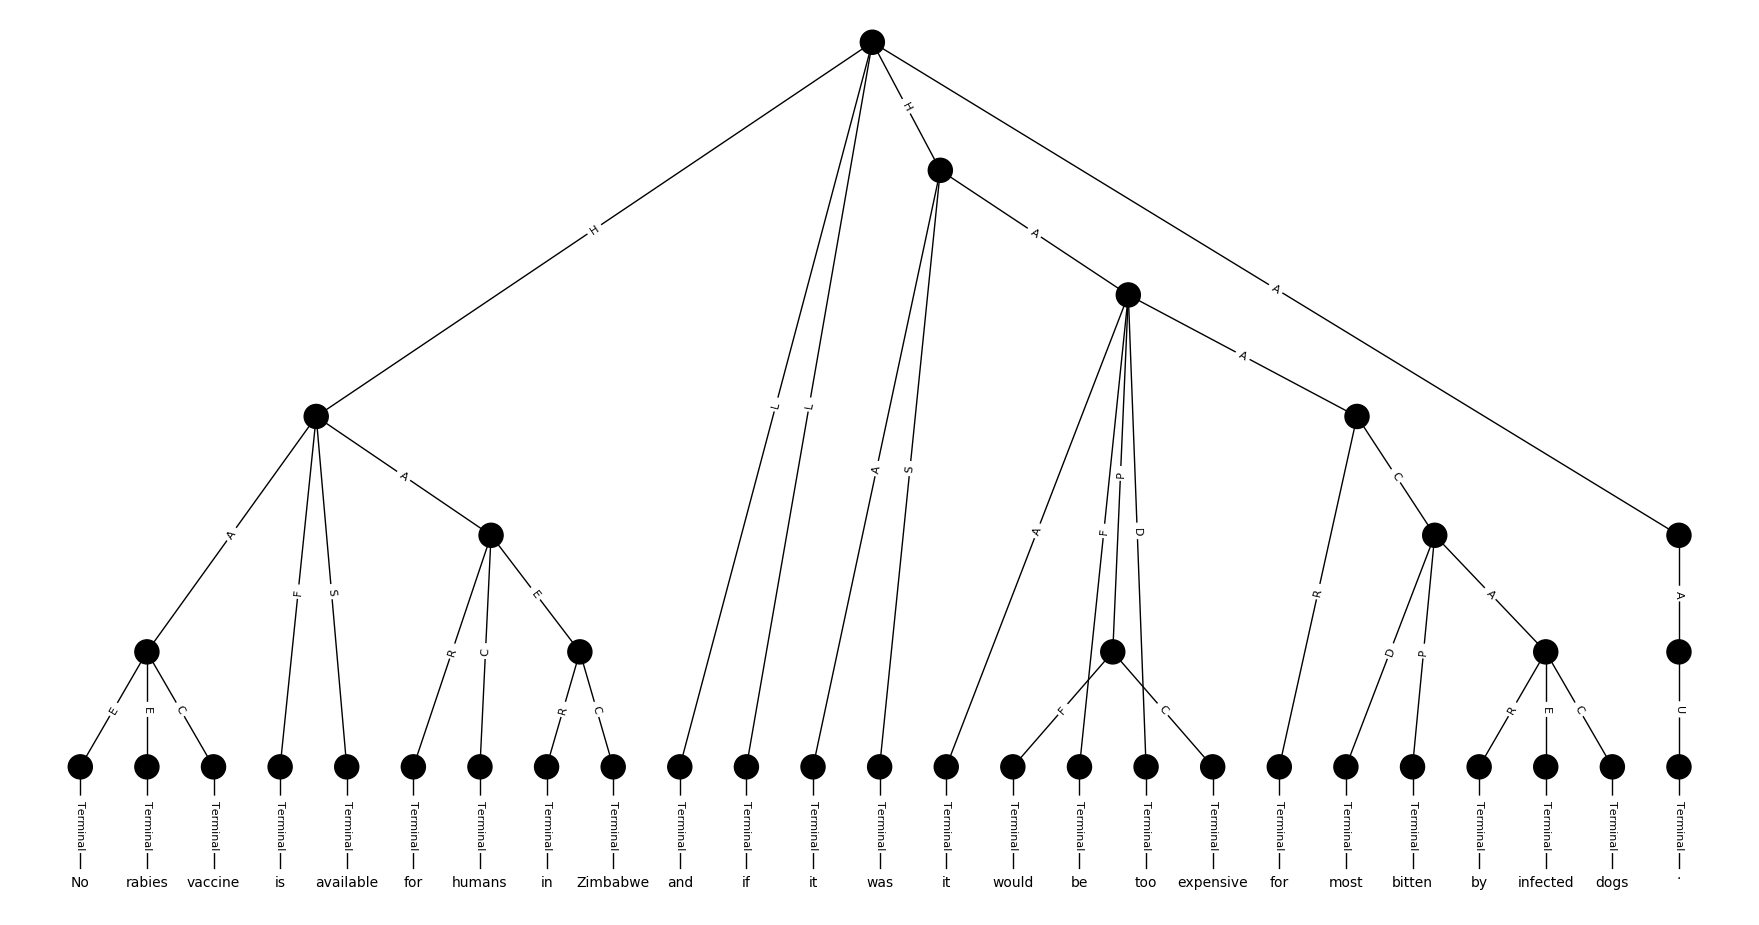 H
H
A
L
L
A
A
A
S
P
A
C
A
F
D
A
F
S
R
E
R
C
D
P
A
A
E
E
C
R
C
F
C
R
E
C
U
Terminal Terminal Terminal Terminal Terminal Terminal Terminal Terminal Terminal Terminal Terminal Terminal Terminal Terminal Terminal Terminal Terminal Terminal Terminal Terminal Terminal Terminal Terminal Terminal Terminal
No rabies vaccine is available for humans in Zimbabwe and if it was it would be too expensive for most bitten by infected dogs .